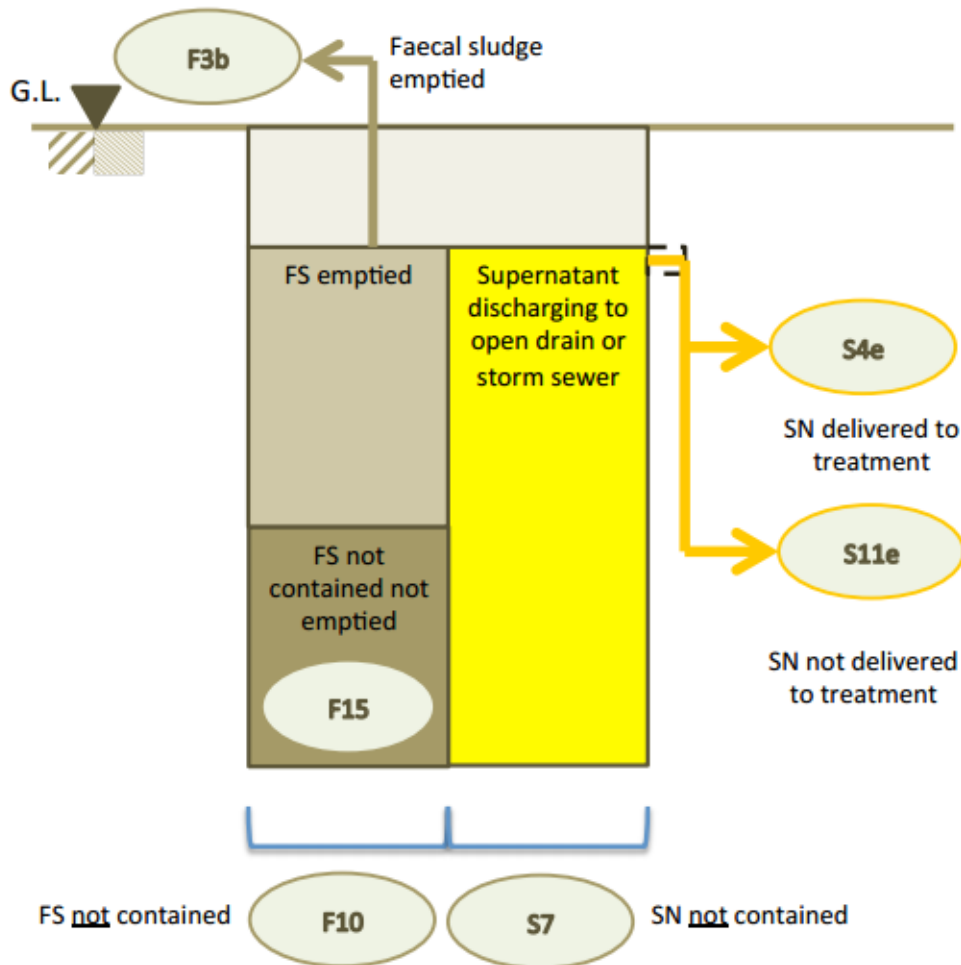 F3b
Faecal sludge
emptied
G.L.
FS emptied
Supernatant
discharging to
open drain or
storm sewer
S4e
SN delivered to
treatment
FS not
contained not
emptied
S11e
SN not delivered
to treatment
F15
FS not contained
F10
S7
SN not contained